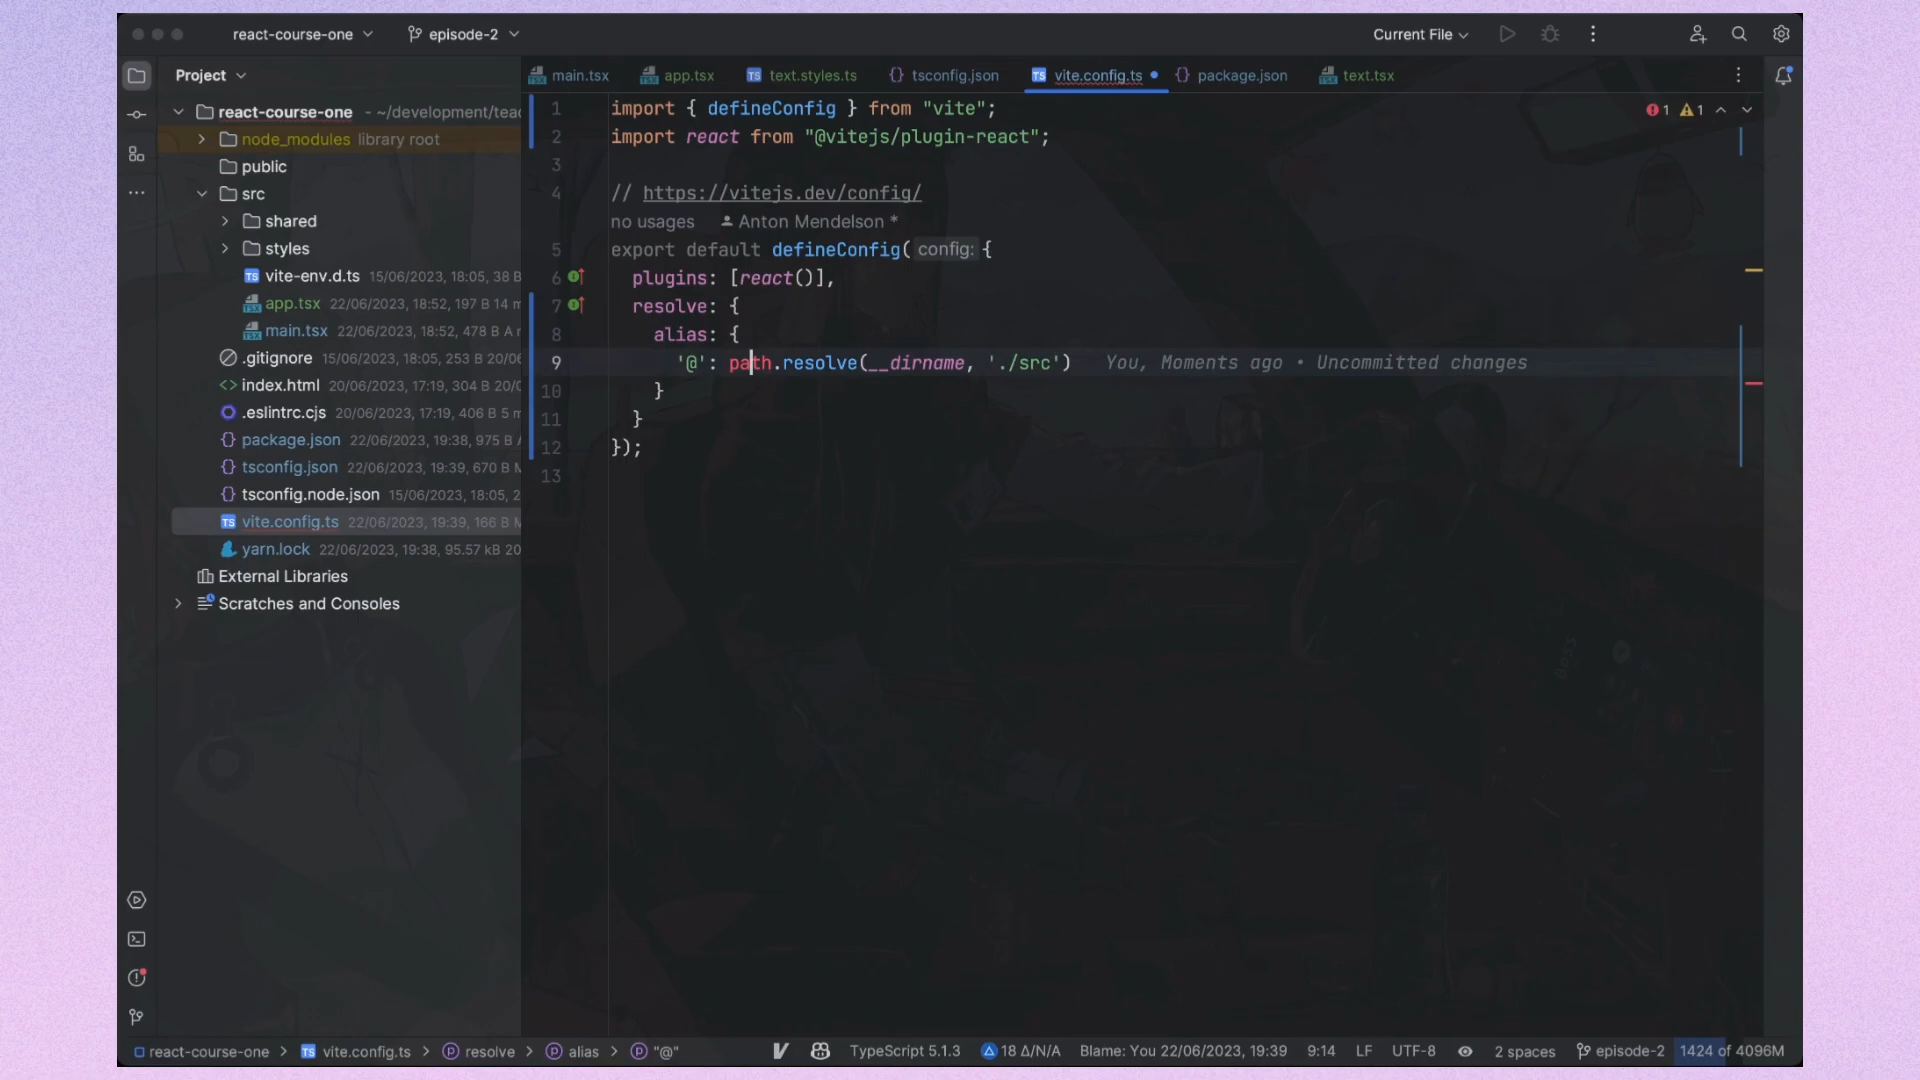 react-course-one episode-2 Current File
Project main.tsx app.tsx text.styles.ts tsconfig.json vite.config.ts package.json text.tsx
react-course-one - ~/development/teac
node_modules library root
public
src
shared
styles
vite-env.d.ts 15/06/2023, 18:05, 38 B
app.tsx 22/06/2023, 18:52, 197 B 14 m
main.tsx 22/06/2023, 18:52, 478 B A r
.gitignore 15/06/2023, 18:05, 253 B 20/06
index.html 20/06/2023, 17:19, 304 B 20/0
.eslintrc.cjs 20/06/2023, 17:19, 406 B 5 m
package.json 22/06/2023, 19:38, 975 B A
tsconfig.json 22/06/2023, 19:39, 670 B M
tsconfig.node.json 15/06/2023, 18:05, 2
vite.config.ts 22/06/2023, 19:39, 166 B M
yarn.lock 22/06/2023, 19:38, 95.57 kB 20
External Libraries
Scratches and Consoles
1 import { defineConfig } from "vite";
1 1
2 import react from "@vitejs/plugin-react";
3
4 // https://vitejs.dev/config/
no usages Anton Mendelson *
5 export default defineConfig( config: {
6 plugins: [react()],
7 resolve: {
8 alias: {
9 '@': path.resolve(__dirname, './src') You, Moments ago • Uncommitted changes
10 }
11 }
12 });
13
react-course-one > vite.config.ts > resolve > alias > "@" TypeScript 5.1.3 18 Δ/N/A Blame: You 22/06/2023, 19:39 9:14 LF UTF-8 2 spaces episode-2 1424 of 4096M